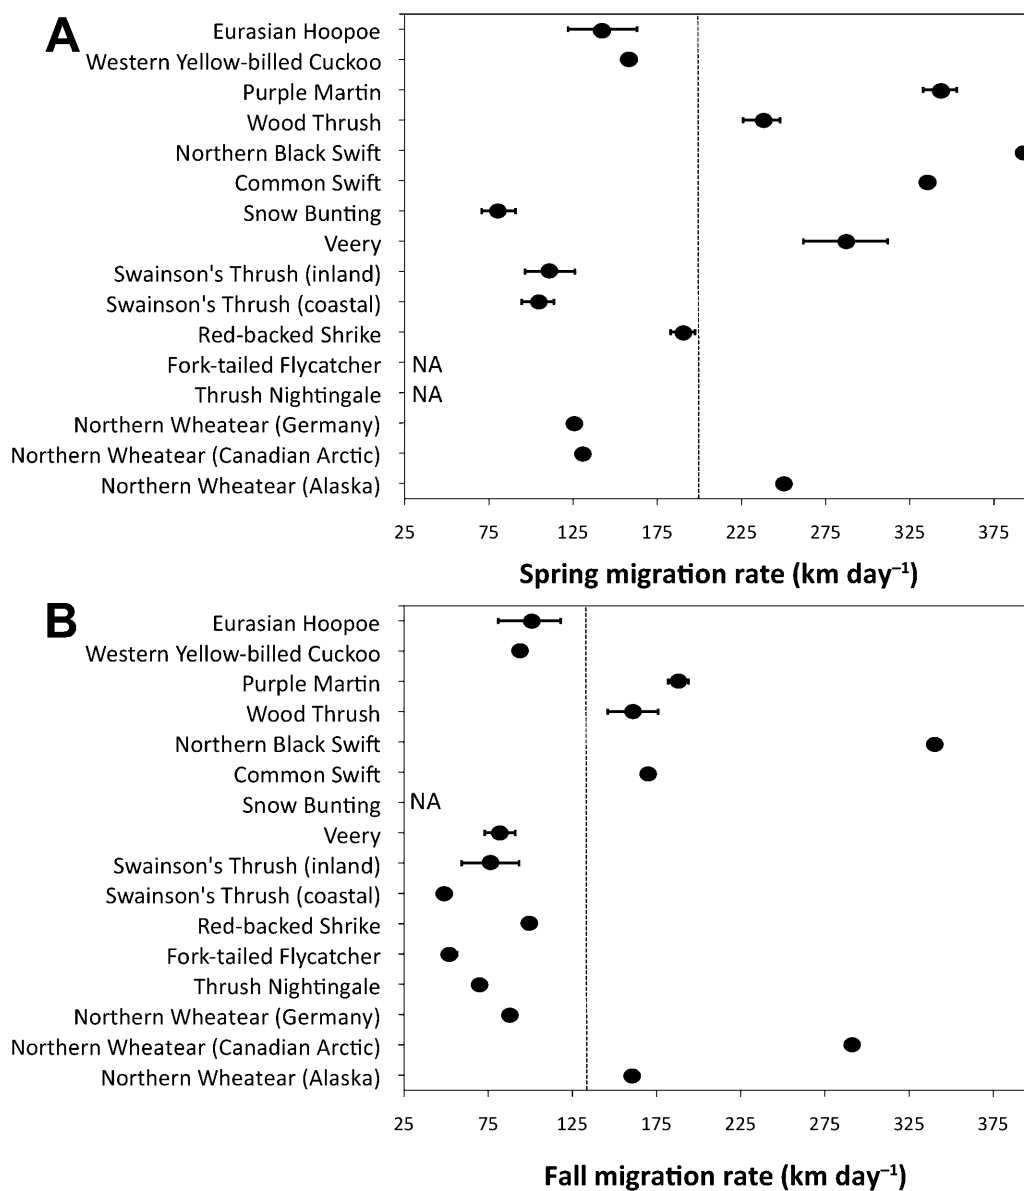 A
Eurasian Hoopoe
Western Yellow-billed Cuckoo
Purple Martin
Wood Thrush
Northern Black Swift
Common Swift
Snow Bunting
Veery
Swainson's Thrush (inland)
Swainson's Thrush (coastal)
Red-backed Shrike
Fork-tailed Flycatcher NA
Thrush Nightingale NA
Northern Wheatear (Germany)
Northern Wheatear (Canadian Arctic)
Northern Wheatear (Alaska)
25 75 125 175 225 275 325 375
Spring migration rate (km day⁻¹)
B
Eurasian Hoopoe
Western Yellow-billed Cuckoo
Purple Martin
Wood Thrush
Northern Black Swift
Common Swift
Snow Bunting NA
Veery
Swainson's Thrush (inland)
Swainson's Thrush (coastal)
Red-backed Shrike
Fork-tailed Flycatcher
Thrush Nightingale
Northern Wheatear (Germany)
Northern Wheatear (Canadian Arctic)
Northern Wheatear (Alaska)
25 75 125 175 225 275 325 375
Fall migration rate (km day⁻¹)